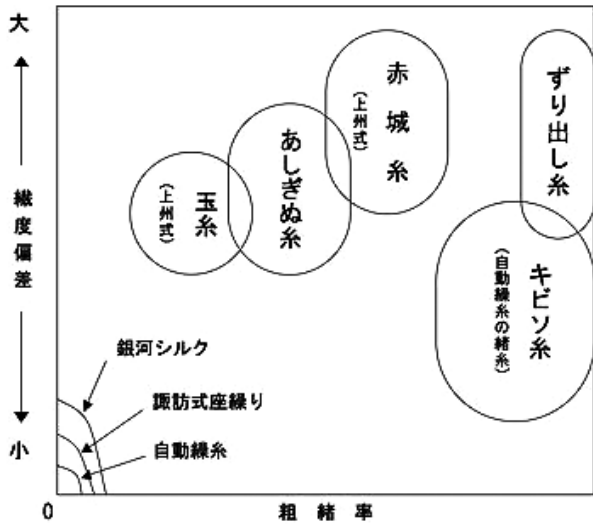 大
繊度偏差
小
赤城糸
(上州式)
ずり出し糸
あしぎぬ糸
玉糸
(上州式)
キビソ糸
(自動繰糸の緒糸)
銀河シルク
諏訪式座繰り
自動繰糸
0
粗緒率